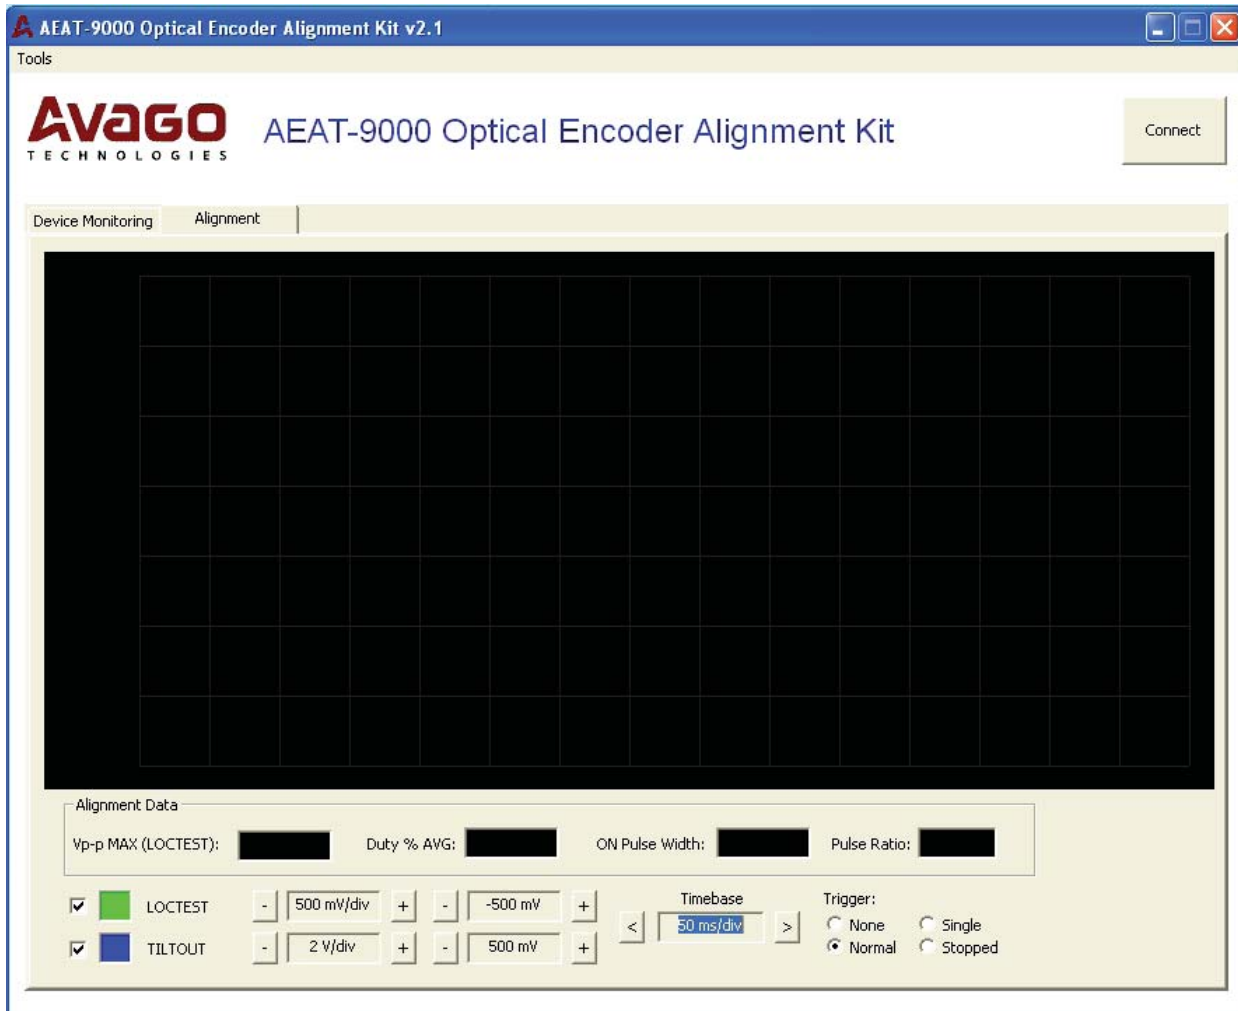 AEAT-9000 Optical Encoder Alignment Kit v2.1
Tools
AVAGO
TECHNOLOGIES
AEAT-9000 Optical Encoder Alignment Kit
Connect
Device Monitoring
Alignment
Alignment Data
Vp-p MAX (LOCTEST):
Duty % AVG:
ON Pulse Width:
Pulse Ratio:
LOCTEST
- 500 mV/div +
- -500 mV +
TILTOUT
- 2 V/div +
- 500 mV +
Timebase
< 50 ms/div >
Trigger:
None
Single
Normal
Stopped